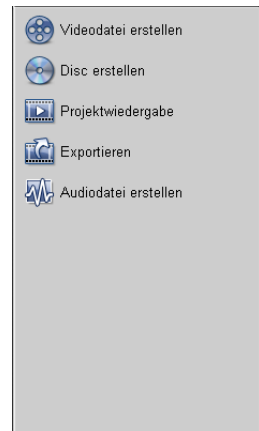 Videodatei erstellen
Disc erstellen
Projektwiedergabe
Exportieren
Audiodatei erstellen